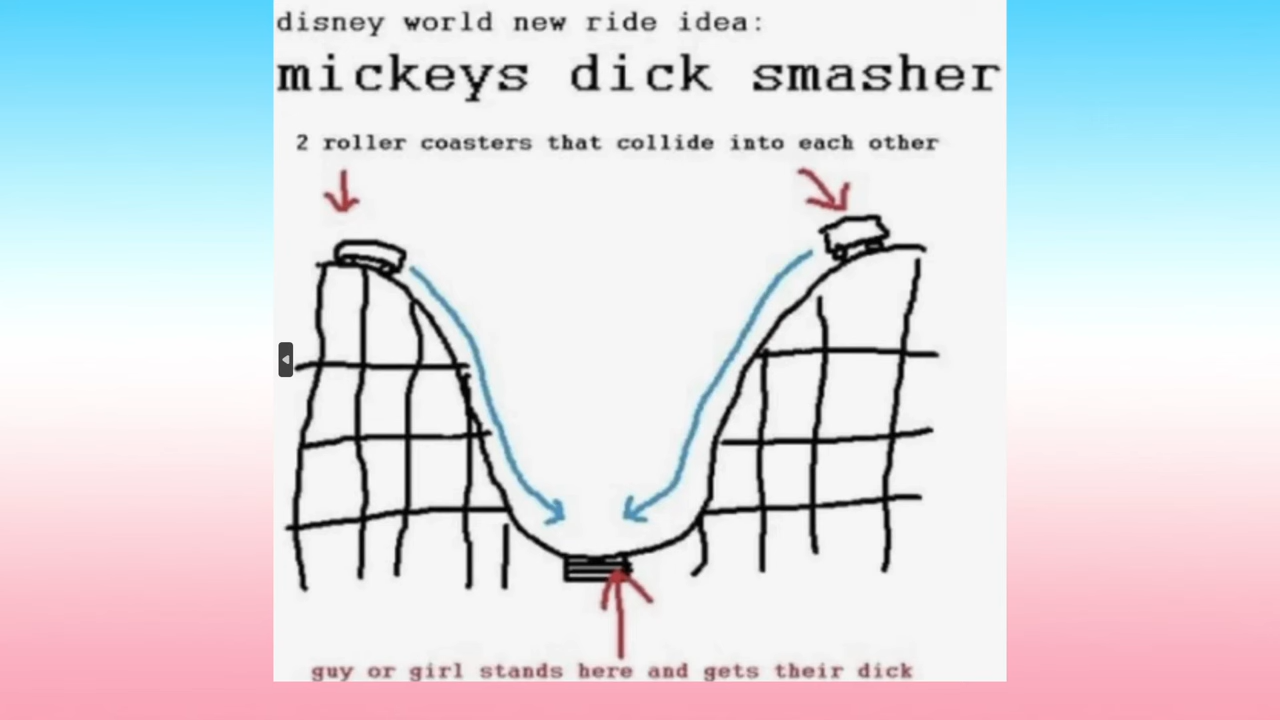 disney world new ride idea:
mickeys dick smasher
2 roller coasters that collide into each other
guy or girl stands here and gets their dick